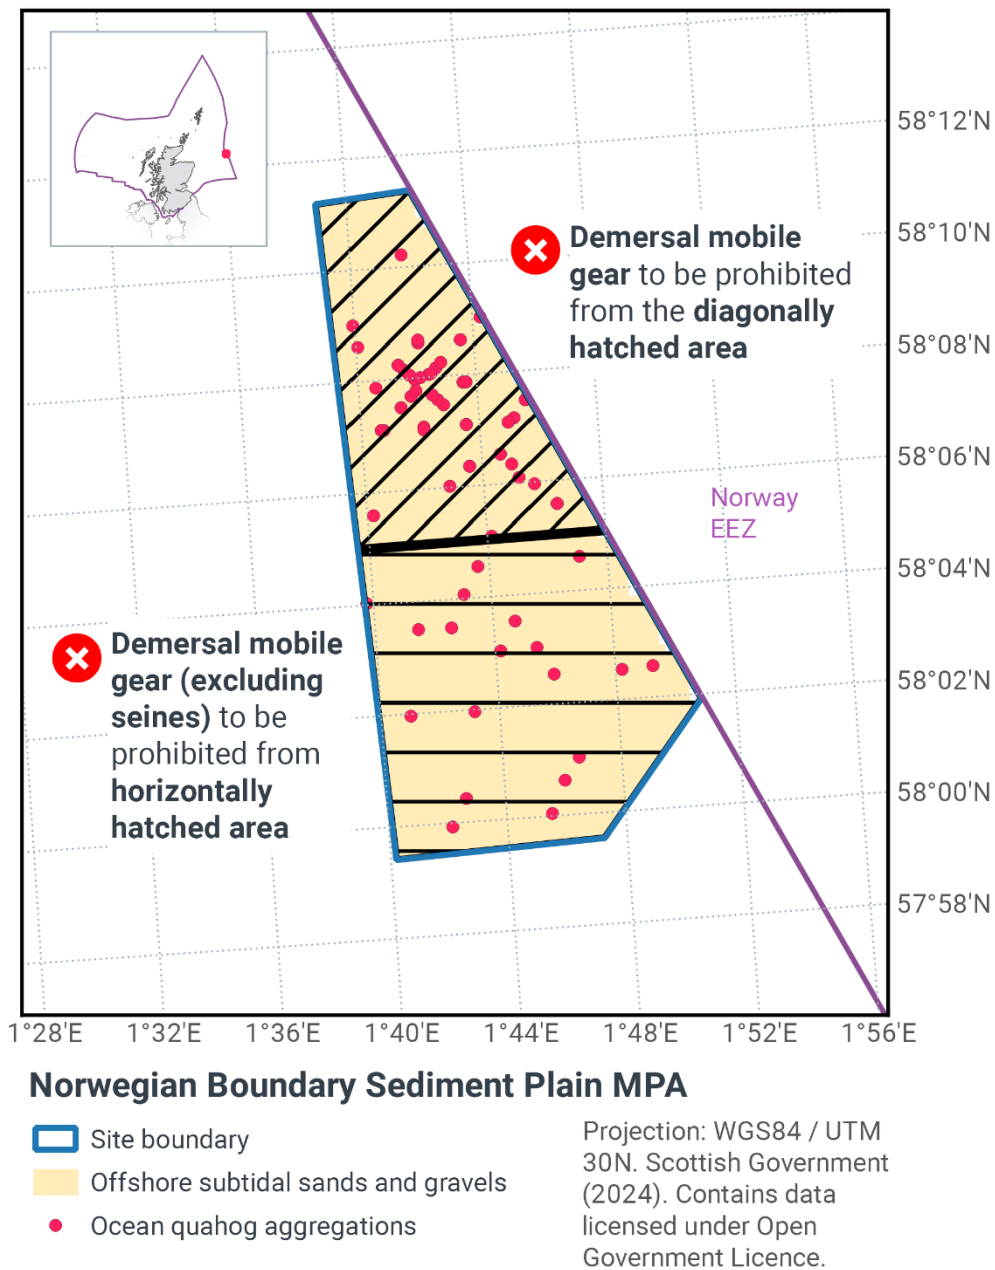 58°12'N
58°10'N
Demersal mobile
gear to be prohibited
from the diagonally
hatched area
58°08'N
58°06'N
Norway
EEZ
58°04'N
Demersal mobile
gear (excluding
seines) to be
prohibited from
horizontally
hatched area
58°02'N
58°00'N
57°58'N
1°28'E 1°32'E 1°36'E 1°40'E 1°44'E 1°48'E 1°52'E 1°56'E
Norwegian Boundary Sediment Plain MPA
Site boundary
Offshore subtidal sands and gravels
Ocean quahog aggregations
Projection: WGS84 / UTM
30N. Scottish Government
(2024). Contains data
licensed under Open
Government Licence.